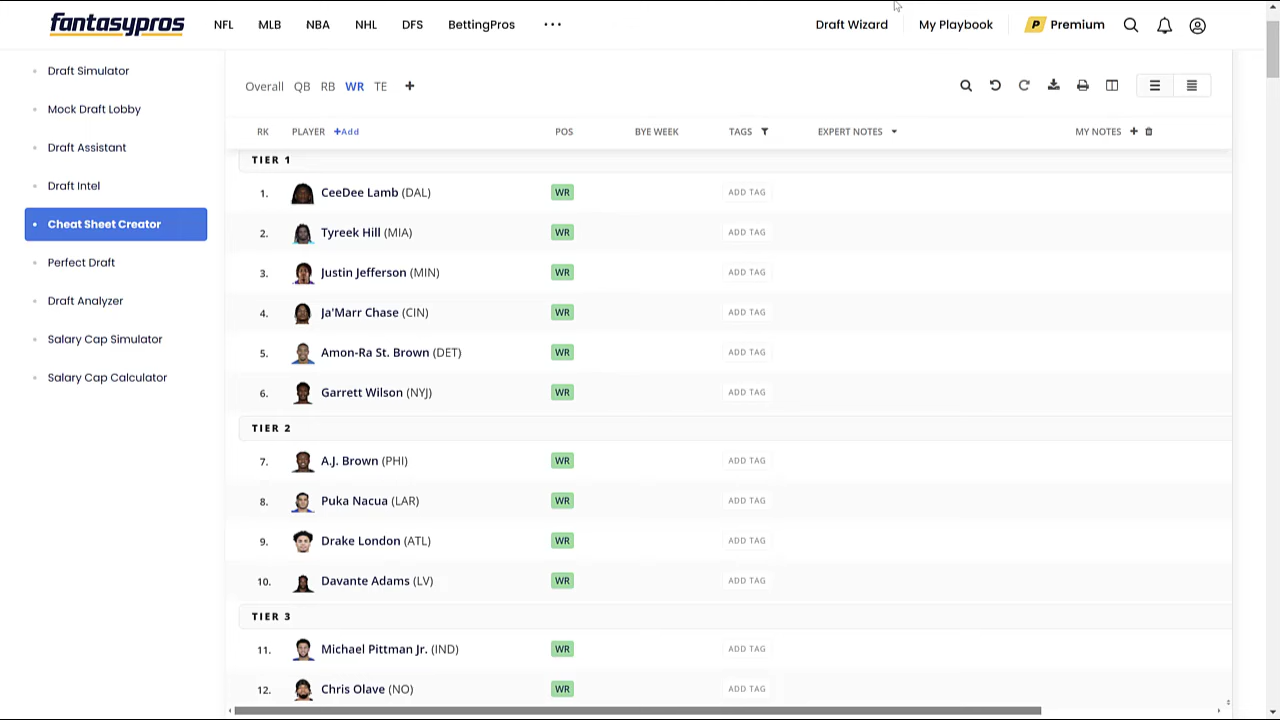 fantasypros NFL MLB NBA NHL DFS BettingPros ••• Draft Wizard My Playbook P Premium
Draft Simulator
Mock Draft Lobby
Draft Assistant
Draft Intel
Cheat Sheet Creator
Perfect Draft
Draft Analyzer
Salary Cap Simulator
Salary Cap Calculator
Overall QB RB WR TE +
RK PLAYER +Add POS BYE WEEK TAGS EXPERT NOTES MY NOTES +
TIER 1
1. CeeDee Lamb (DAL) WR ADD TAG
2. Tyreek Hill (MIA) WR ADD TAG
3. Justin Jefferson (MIN) WR ADD TAG
4. Ja'Marr Chase (CIN) WR ADD TAG
5. Amon-Ra St. Brown (DET) WR ADD TAG
6. Garrett Wilson (NYJ) WR ADD TAG
TIER 2
7. A.J. Brown (PHI) WR ADD TAG
8. Puka Nacua (LAR) WR ADD TAG
9. Drake London (ATL) WR ADD TAG
10. Davante Adams (LV) WR ADD TAG
TIER 3
11. Michael Pittman Jr. (IND) WR ADD TAG
12. Chris Olave (NO) WR ADD TAG